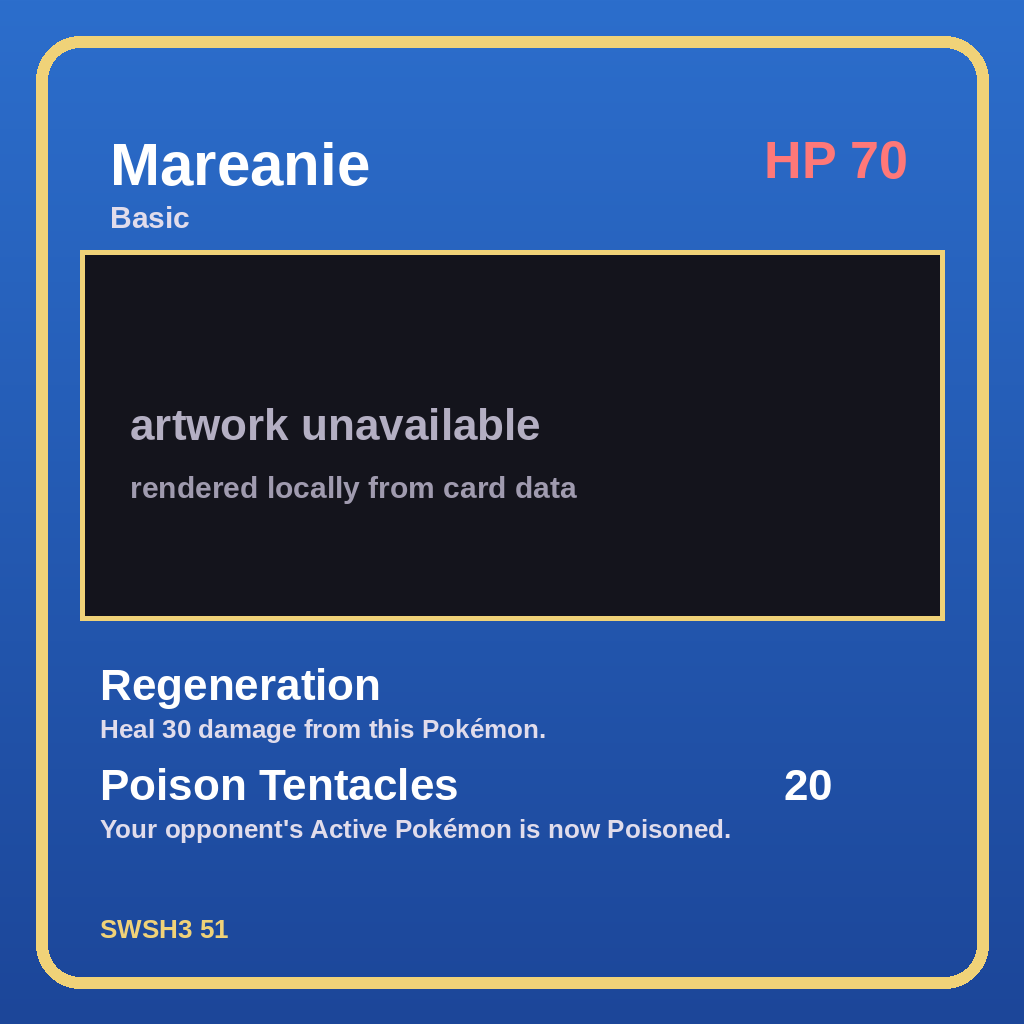 Mareanie
HP 70
Basic
artwork unavailable
rendered locally from card data
Regeneration
Heal 30 damage from this Pokémon.
Poison Tentacles 20
Your opponent's Active Pokémon is now Poisoned.
SWSH3 51